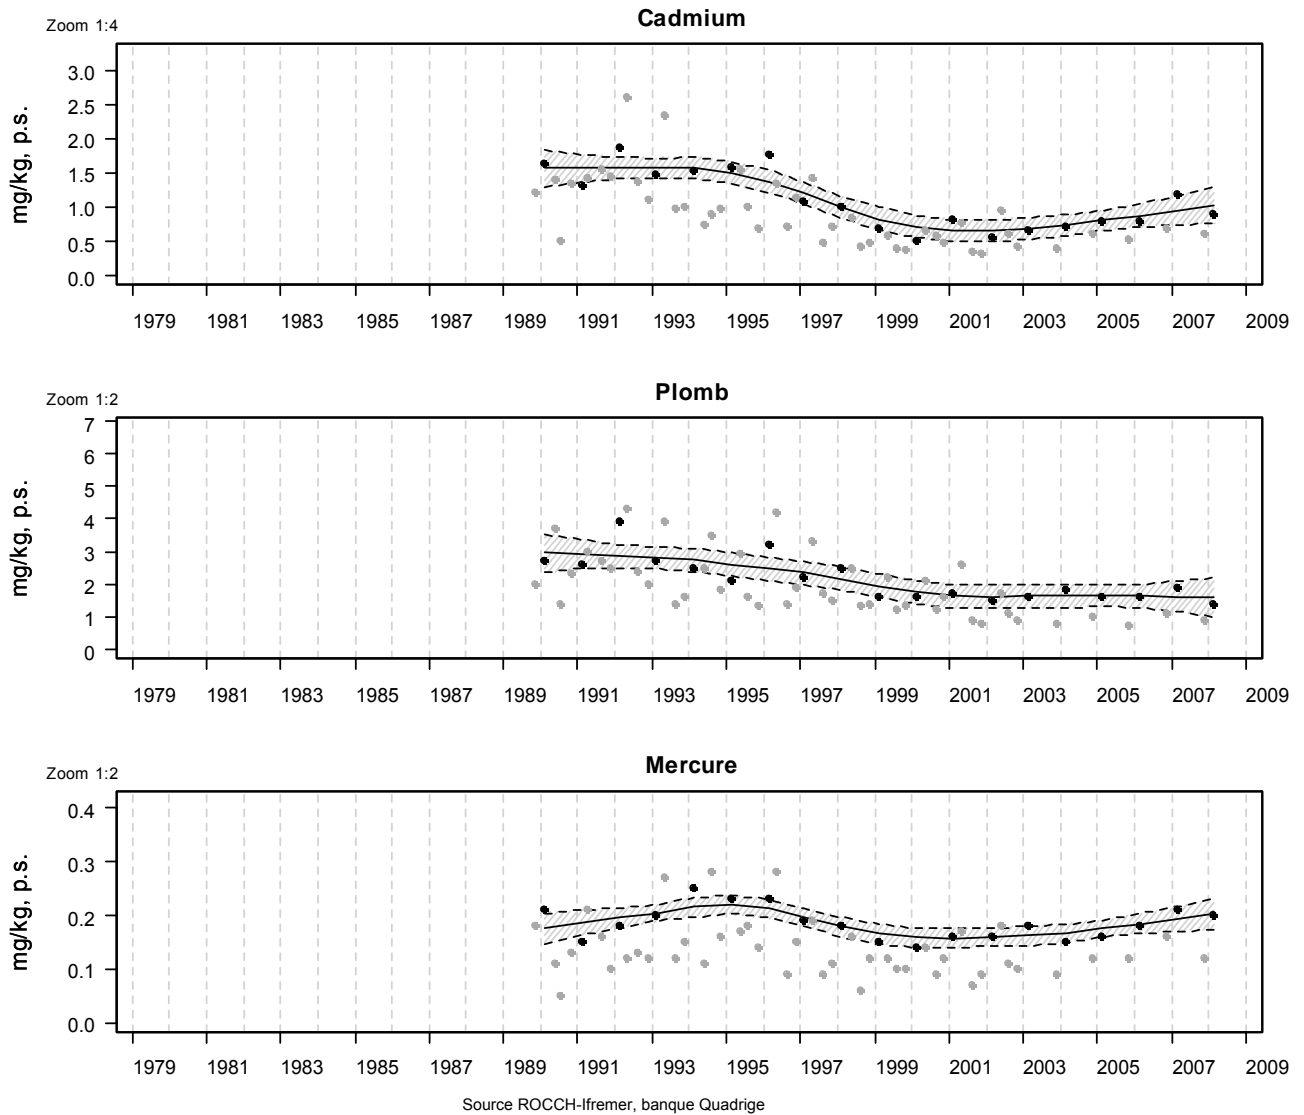 Cadmium
Zoom 1:4
mg/kg, p.s.
3.0
2.5
2.0
1.5
1.0
0.5
0.0
1979 1981 1983 1985 1987 1989 1991 1993 1995 1997 1999 2001 2003 2005 2007 2009
Plomb
Zoom 1:2
mg/kg, p.s.
7
6
5
4
3
2
1
0
1979 1981 1983 1985 1987 1989 1991 1993 1995 1997 1999 2001 2003 2005 2007 2009
Mercure
Zoom 1:2
mg/kg, p.s.
0.4
0.3
0.2
0.1
0.0
1979 1981 1983 1985 1987 1989 1991 1993 1995 1997 1999 2001 2003 2005 2007 2009
Source ROCCH-Ifremer, banque Quadrige